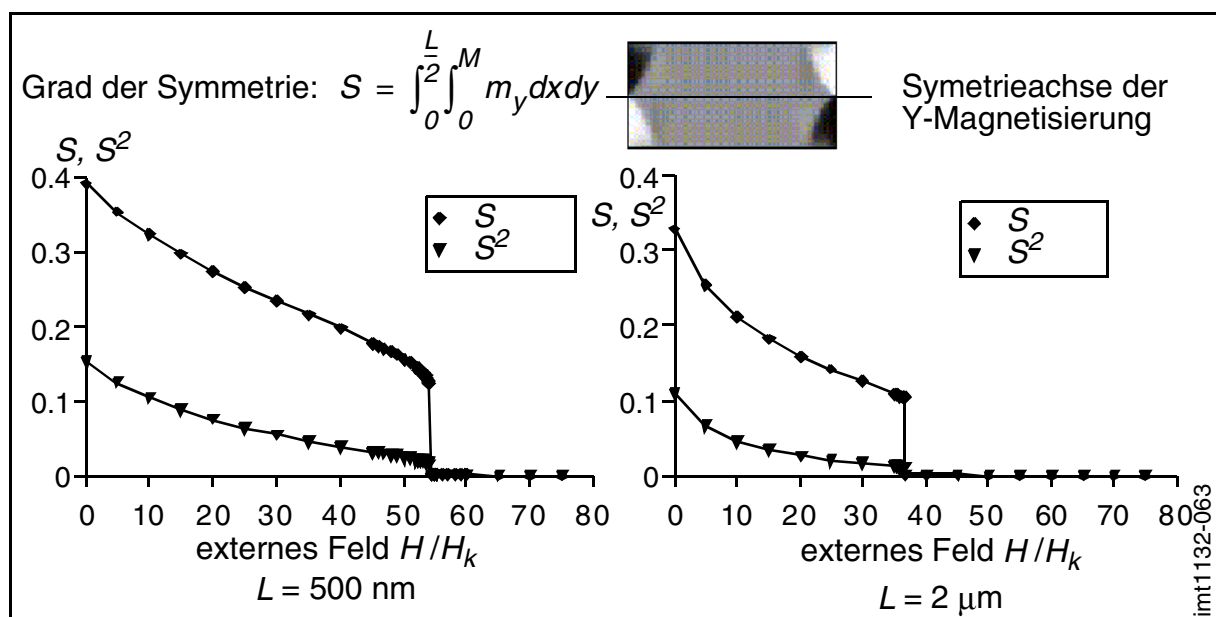 Grad der Symmetrie: S = ∫₀^{L/2} ∫₀^M m_y dxdy
Symetrieachse der
Y-Magnetisierung
S, S²
0.4
0.3
0.2
0.1
0
0 10 20 30 40 50 60 70 80
S
S²
externes Feld H/H_k
L = 500 nm
S, S²
0.4
0.3
0.2
0.1
0
0 10 20 30 40 50 60 70 80
S
S²
externes Feld H/H_k
L = 2 μm
imt1132-063